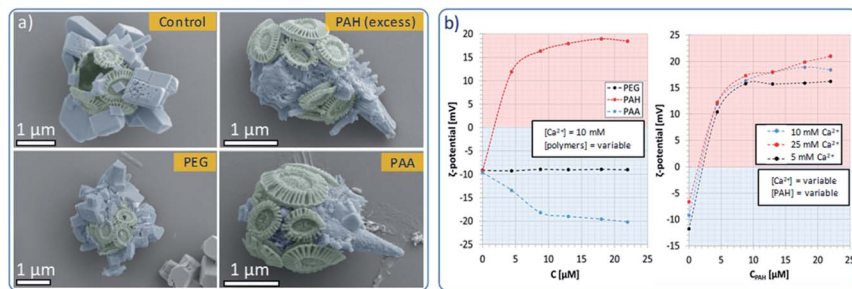 a)
Control
PAH (excess)
1 µm
1 µm
PEG
PAA
1 µm
1 µm
b)
ζ-potential [mV]
20
15
10
5
0
-5
-10
-15
-20
-25
0
5
10
15
20
25
C [µM]
PEG
PAH
PAA
[Ca²⁺] = 10 mM
[polymers] = variable
ζ-potential [mV]
25
20
15
10
5
0
-5
-10
-15
-20
0
5
10
15
20
25
C_PAH [µM]
10 mM Ca²⁺
25 mM Ca²⁺
5 mM Ca²⁺
[Ca²⁺] = variable
[PAH] = variable